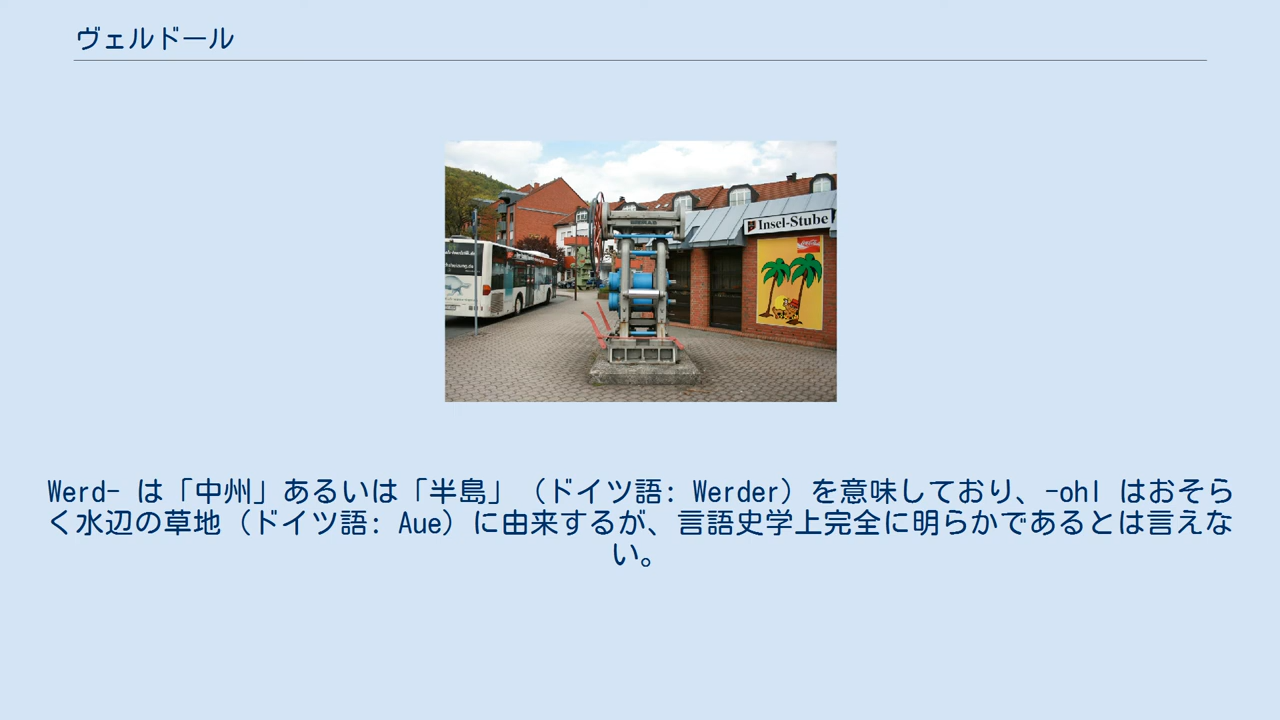 ヴェルドール
Insel-Stube
Werd- は「中州」あるいは「半島」（ドイツ語: Werder）を意味しており、-ohl はおそら
く水辺の草地（ドイツ語: Aue）に由来するが、言語史学上完全に明らかであるとは言えな
い。